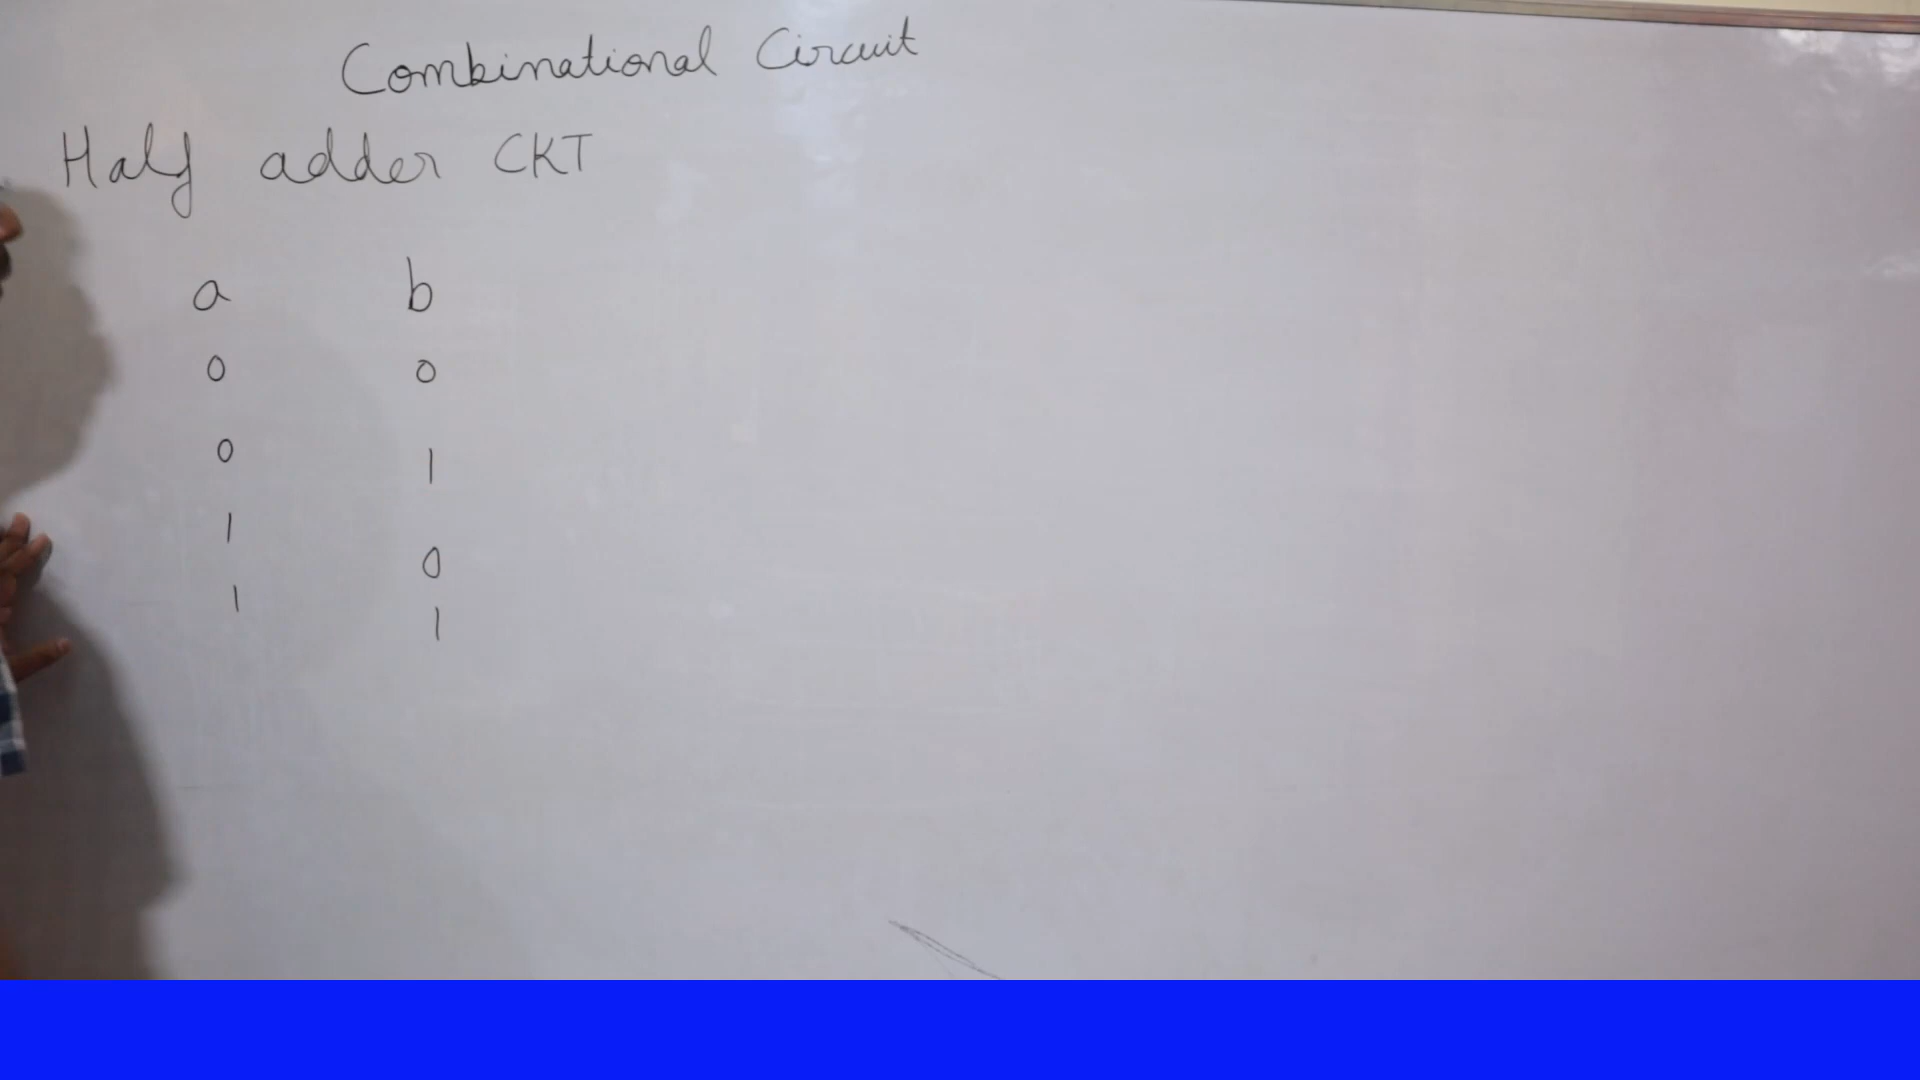 Combinational Circuit
Half adder CKT
a b
0 0
0 1
1 0
1 1